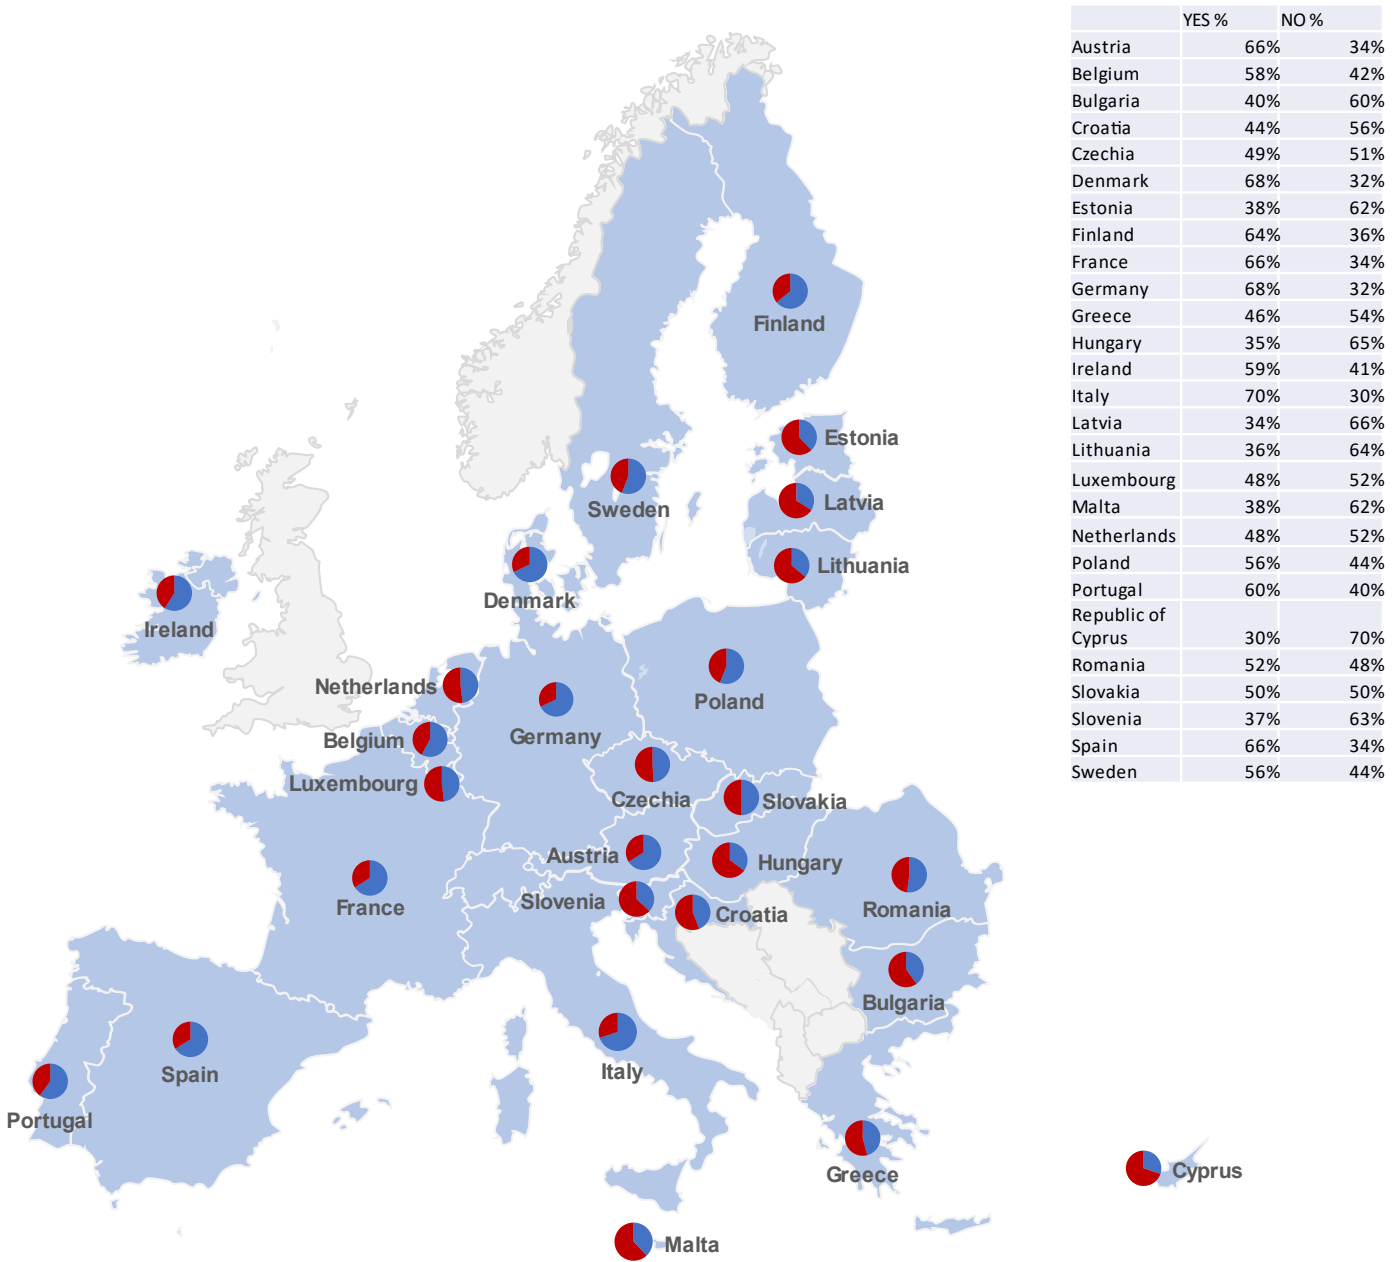 YES % NO %
Austria 66% 34%
Belgium 58% 42%
Bulgaria 40% 60%
Croatia 44% 56%
Czechia 49% 51%
Denmark 68% 32%
Estonia 38% 62%
Finland 64% 36%
France 66% 34%
Germany 68% 32%
Greece 46% 54%
Hungary 35% 65%
Ireland 59% 41%
Italy 70% 30%
Latvia 34% 66%
Lithuania 36% 64%
Luxembourg 48% 52%
Malta 38% 62%
Netherlands 48% 52%
Poland 56% 44%
Portugal 60% 40%
Republic of
Cyprus 30% 70%
Romania 52% 48%
Slovakia 50% 50%
Slovenia 37% 63%
Spain 66% 34%
Sweden 56% 44%
Finland
Estonia
Sweden
Latvia
Lithuania
Denmark
Ireland
Netherlands
Poland
Germany
Belgium
Luxembourg
Czechia
Slovakia
Austria
Hungary
Slovenia
France
Croatia
Romania
Bulgaria
Italy
Spain
Portugal
Greece
Cyprus
Malta